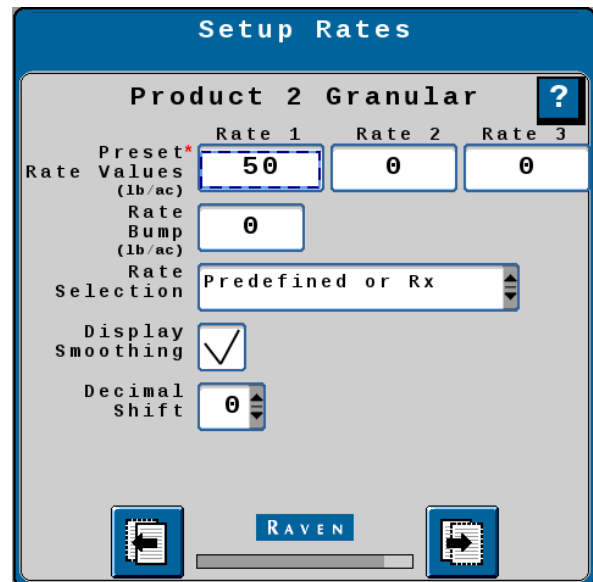 Setup Rates
Product 2 Granular
?
Rate 1 Rate 2 Rate 3
Preset*
Rate Values
(lb/ac)
50 0 0
Rate
Bump
(lb/ac)
0
Rate
Selection
Predefined or Rx
Display
Smoothing
Decimal
Shift
0
RAVEN